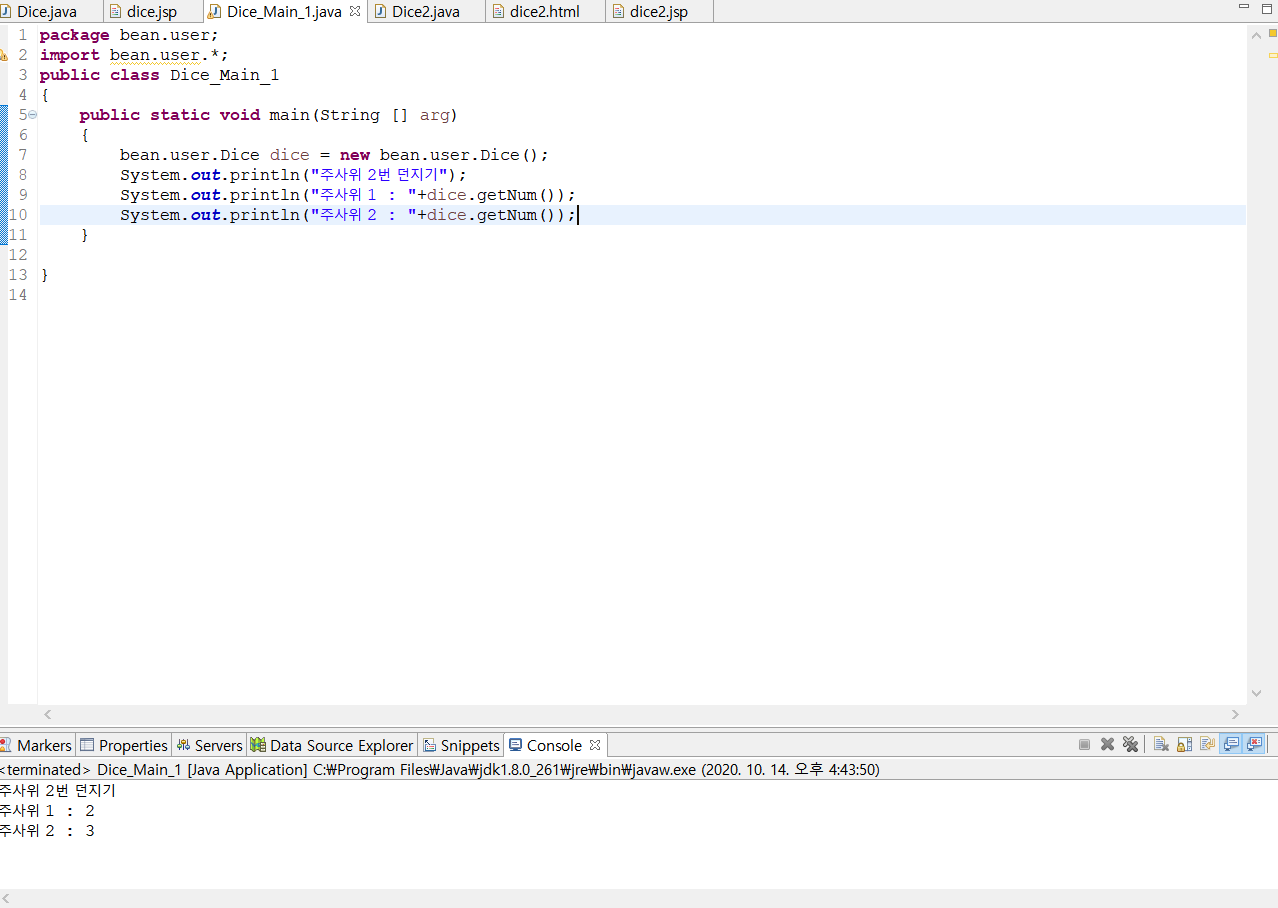 Dice.java dice.jsp Dice_Main_1.java Dice2.java dice2.html dice2.jsp
1 package bean.user;
2 import bean.user.*;
3 public class Dice_Main_1
4 {
5 public static void main(String [] arg)
6 {
7 bean.user.Dice dice = new bean.user.Dice();
8 System.out.println("주사위 2번 던지기");
9 System.out.println("주사위 1 : "+dice.getNum());
10 System.out.println("주사위 2 : "+dice.getNum());
11 }
12
13 }
14
Markers Properties Servers Data Source Explorer Snippets Console
<terminated> Dice_Main_1 [Java Application] C:₩Program Files₩Java₩jdk1.8.0_261₩jre₩bin₩javaw.exe (2020. 10. 14. 오후 4:43:50)
주사위 2번 던지기
주사위 1 : 2
주사위 2 : 3